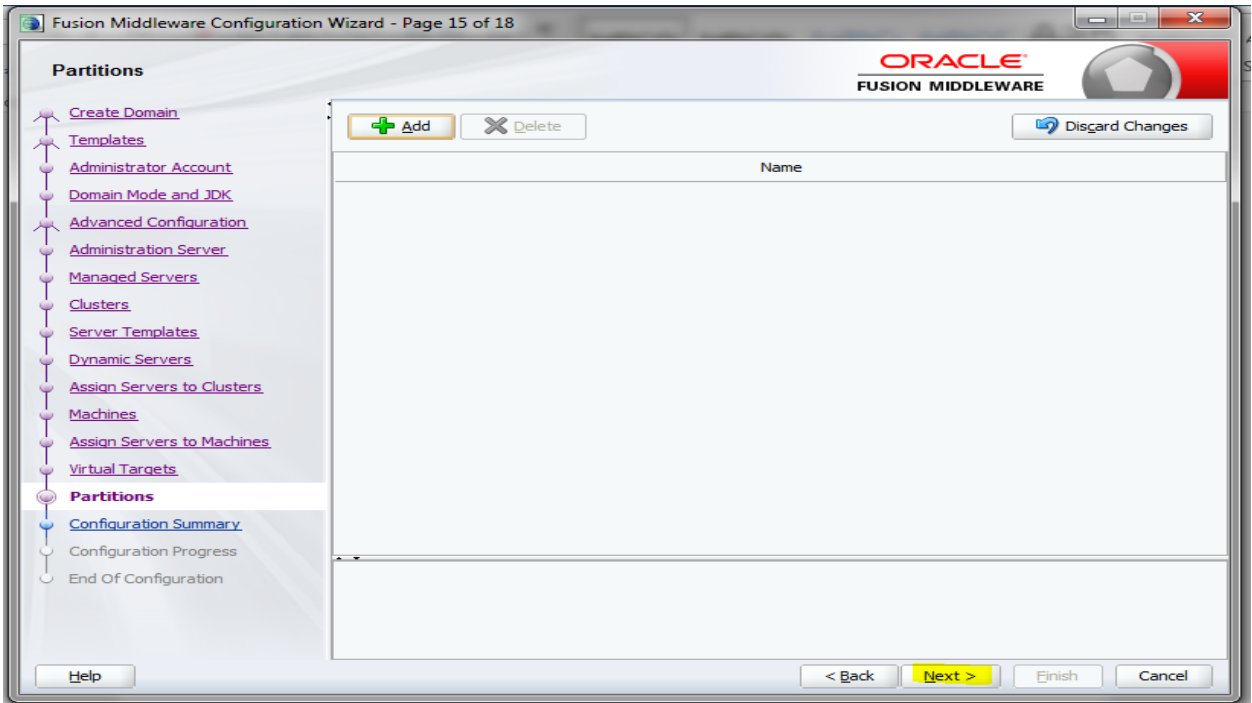 Fusion Middleware Configuration Wizard - Page 15 of 18
Partitions
ORACLE
FUSION MIDDLEWARE
Create Domain
Templates
Administrator Account
Domain Mode and JDK
Advanced Configuration
Administration Server
Managed Servers
Clusters
Server Templates
Dynamic Servers
Assign Servers to Clusters
Machines
Assign Servers to Machines
Virtual Targets
Partitions
Configuration Summary
Configuration Progress
End Of Configuration
Add
Delete
Discard Changes
Name
Help
< Back
Next >
Finish
Cancel